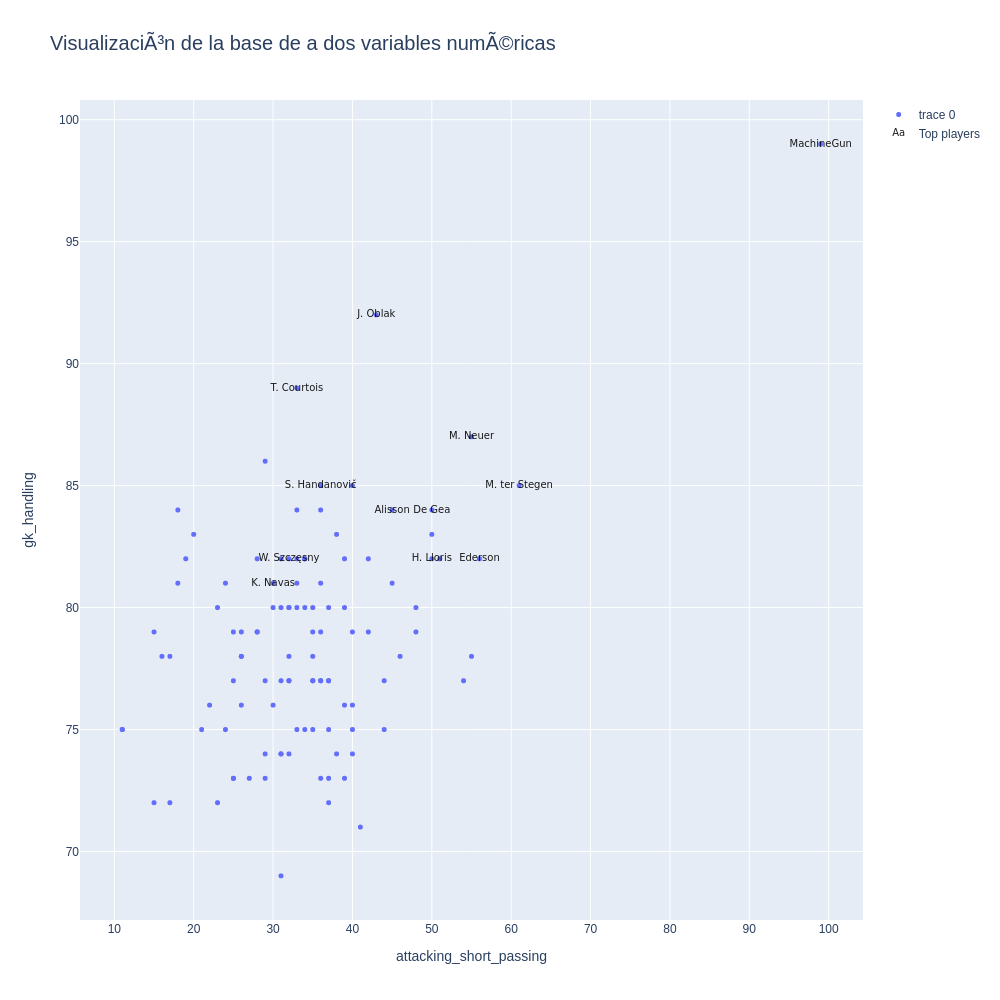 VisualizaciÃ³n de la base de a dos variables numÃ©ricas
trace 0
Aa Top players
100
95
90
85
80
75
70
gk_handling
MachineGun
J. Oblak
T. Courtois
M. Neuer
S. Handanovič
M. ter Stegen
Alisson De Gea
W. Szczęsny
H. Lloris
Ederson
K. Navas
10 20 30 40 50 60 70 80 90 100
attacking_short_passing